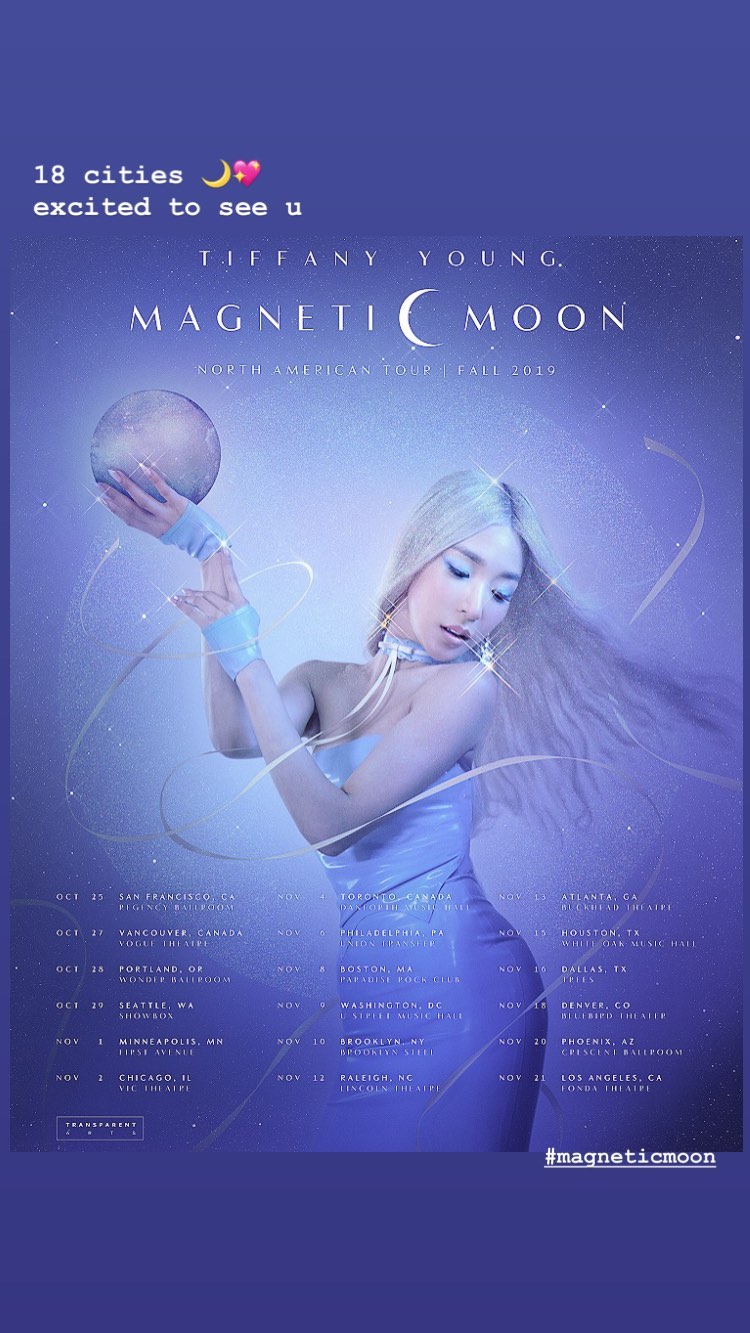 18 cities 🌙💖
excited to see u
TIFFANY YOUNG
MAGNETIC MOON
NORTH AMERICAN TOUR | FALL 2019
OCT 25 SAN FRANCISCO, CA
REGENCY BALLROOM
OCT 27 VANCOUVER, CANADA
VOGUE THEATRE
OCT 28 PORTLAND, OR
WONDER BALLROOM
OCT 29 SEATTLE, WA
SHOWBOX
NOV 1 MINNEAPOLIS, MN
FIRST AVENUE
NOV 2 CHICAGO, IL
VIC THEATRE
NOV 4 TORONTO, CANADA
DANFORTH MUSIC HALL
NOV 6 PHILADELPHIA, PA
UNION TRANSFER
NOV 8 BOSTON, MA
PARADISE ROCK CLUB
NOV 9 WASHINGTON, DC
U STREET MUSIC HALL
NOV 10 BROOKLYN, NY
BROOKLYN STEEL
NOV 12 RALEIGH, NC
LINCOLN THEATRE
NOV 13 ATLANTA, GA
BUCKHEAD THEATRE
NOV 15 HOUSTON, TX
WHITE OAK MUSIC HALL
NOV 16 DALLAS, TX
TREES
NOV 18 DENVER, CO
BLUEBIRD THEATER
NOV 20 PHOENIX, AZ
CRESCENT BALLROOM
NOV 21 LOS ANGELES, CA
FONDA THEATRE
TRANSPARENT
ARTS
#magneticmoon